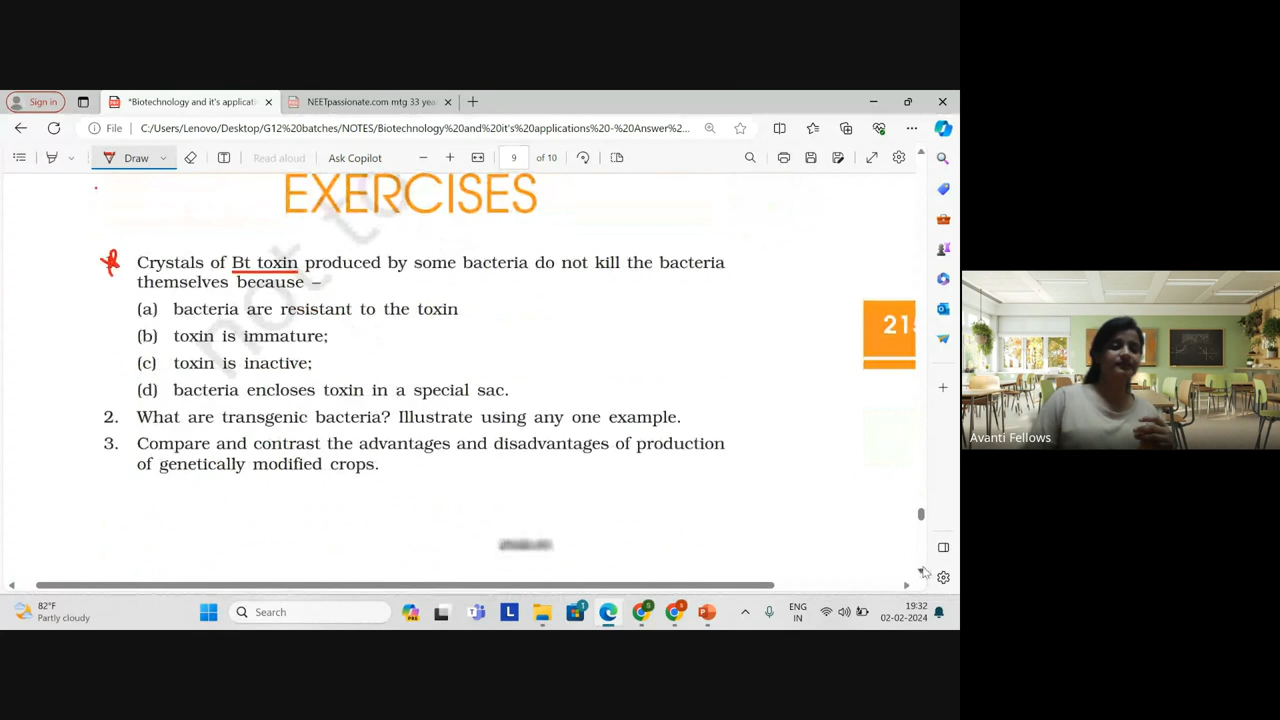 Sign in
*Biotechnology and it's applicati
NEETpassionate.com mtg 33 yea
File
C:/Users/Lenovo/Desktop/G12%20batches/NOTES/Biotechnology%20and%20it's%20applications%20-%20Answer%2...
Draw
Read aloud
Ask Copilot
9
of 10
not t
EXERCISES
Crystals of Bt toxin produced by some bacteria do not kill the bacteria
themselves because –
(a) bacteria are resistant to the toxin
(b) toxin is immature;
(c) toxin is inactive;
(d) bacteria encloses toxin in a special sac.
2. What are transgenic bacteria? Illustrate using any one example.
3. Compare and contrast the advantages and disadvantages of production
of genetically modified crops.
21
Avanti Fellows
82°F
Partly cloudy
Search
ENG
IN
19:32
02-02-2024